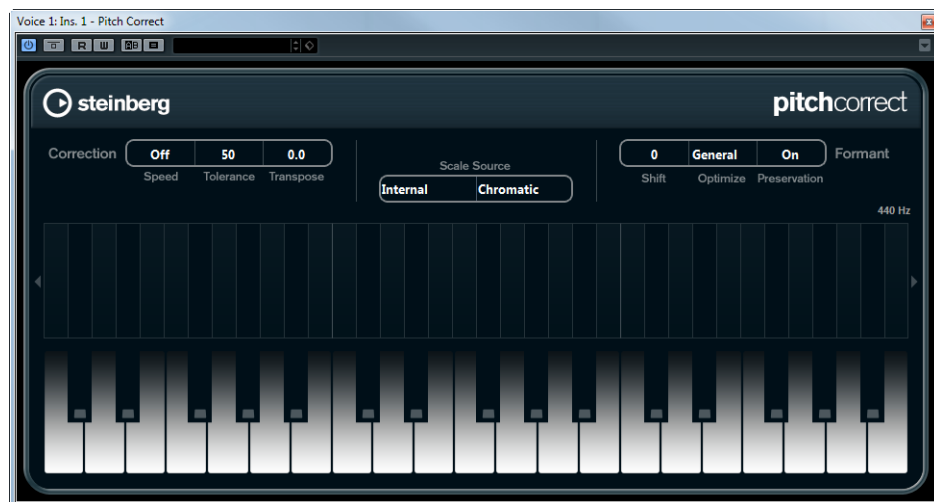 Voice 1: Ins. 1 - Pitch Correct
R W AB
steinberg pitchcorrect
Correction Off 50 0.0 0 General On Formant
Speed Tolerance Transpose Scale Source Shift Optimize Preservation
Internal Chromatic
440 Hz